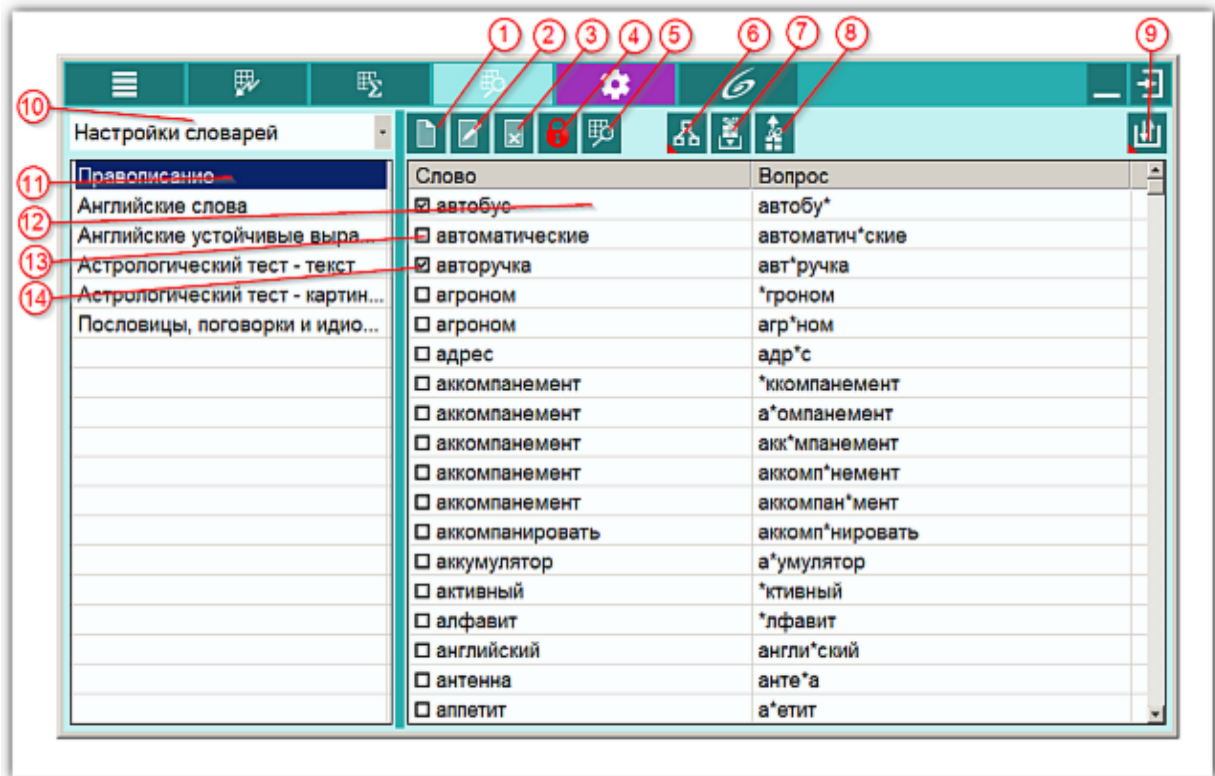 1 2 3 4 5 6 7 8 9
10 Настройки словарей
Слово Вопрос
11 Правописание
12 Английские слова
13 Английские устойчивые выра...
14 Астрологический тест - текст
Астрологический тест - картин...
Пословицы, поговорки и идио...
автобус автобу*
автоматические автоматич*ские
авторучка авт*ручка
агроном *гроном
агроном агр*ном
адрес адр*с
аккомпанемент *ккомпанемент
аккомпанемент а*омпанемент
аккомпанемент акк*мпанемент
аккомпанемент аккомп*немент
аккомпанемент аккомпан*мент
аккомпанировать аккомп*нировать
аккумулятор а*умулятор
активный *ктивный
алфавит *лфавит
английский англи*ский
антенна анте*а
аппетит а*етит